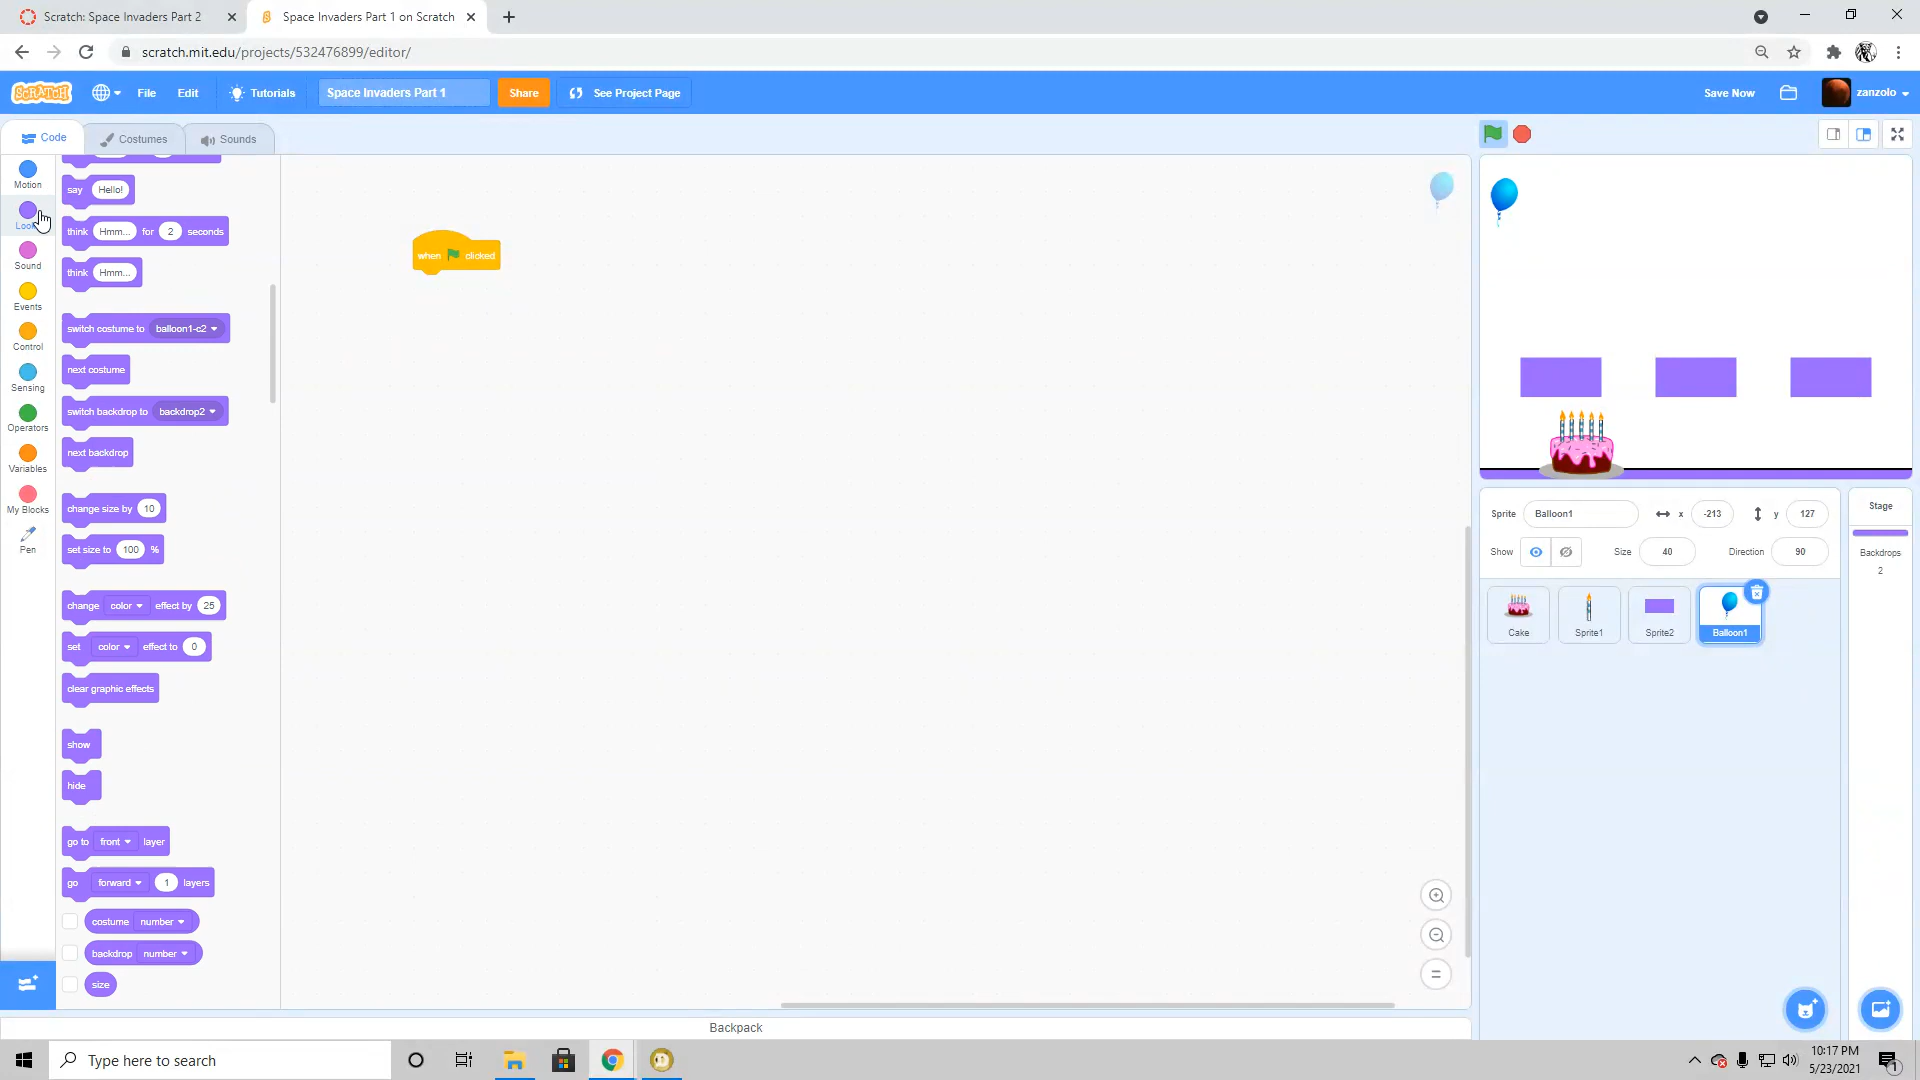 Scratch: Space Invaders Part 2
Space Invaders Part 1 on Scratch
scratch.mit.edu/projects/532476899/editor/
SCRATCH
File
Edit
Tutorials
Space Invaders Part 1
Share
See Project Page
Save Now
zanzolo
Code
Costumes
Sounds
Motion
Looks
Sound
Events
Control
Sensing
Operators
Variables
My Blocks
Pen
say Hello!
think Hmm... for 2 seconds
think Hmm...
switch costume to balloon1-c2
next costume
switch backdrop to backdrop2
next backdrop
change size by 10
set size to 100 %
change color effect by 25
set color effect to 0
clear graphic effects
show
hide
go to front layer
go forward 1 layers
costume number
backdrop number
size
when clicked
Sprite Balloon1 x -213 y 127
Show Size 40 Direction 90
Cake
Sprite1
Sprite2
Balloon1
Stage
Backdrops
2
Backpack
Type here to search
10:17 PM
5/23/2021
1